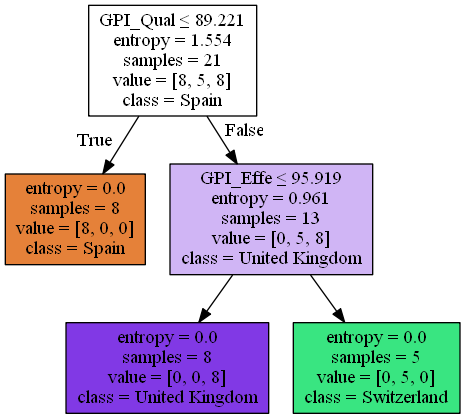 GPI_Qual ≤ 89.221
entropy = 1.554
samples = 21
value = [8, 5, 8]
class = Spain
True
False
entropy = 0.0
samples = 8
value = [8, 0, 0]
class = Spain
GPI_Effe ≤ 95.919
entropy = 0.961
samples = 13
value = [0, 5, 8]
class = United Kingdom
entropy = 0.0
samples = 8
value = [0, 0, 8]
class = United Kingdom
entropy = 0.0
samples = 5
value = [0, 5, 0]
class = Switzerland